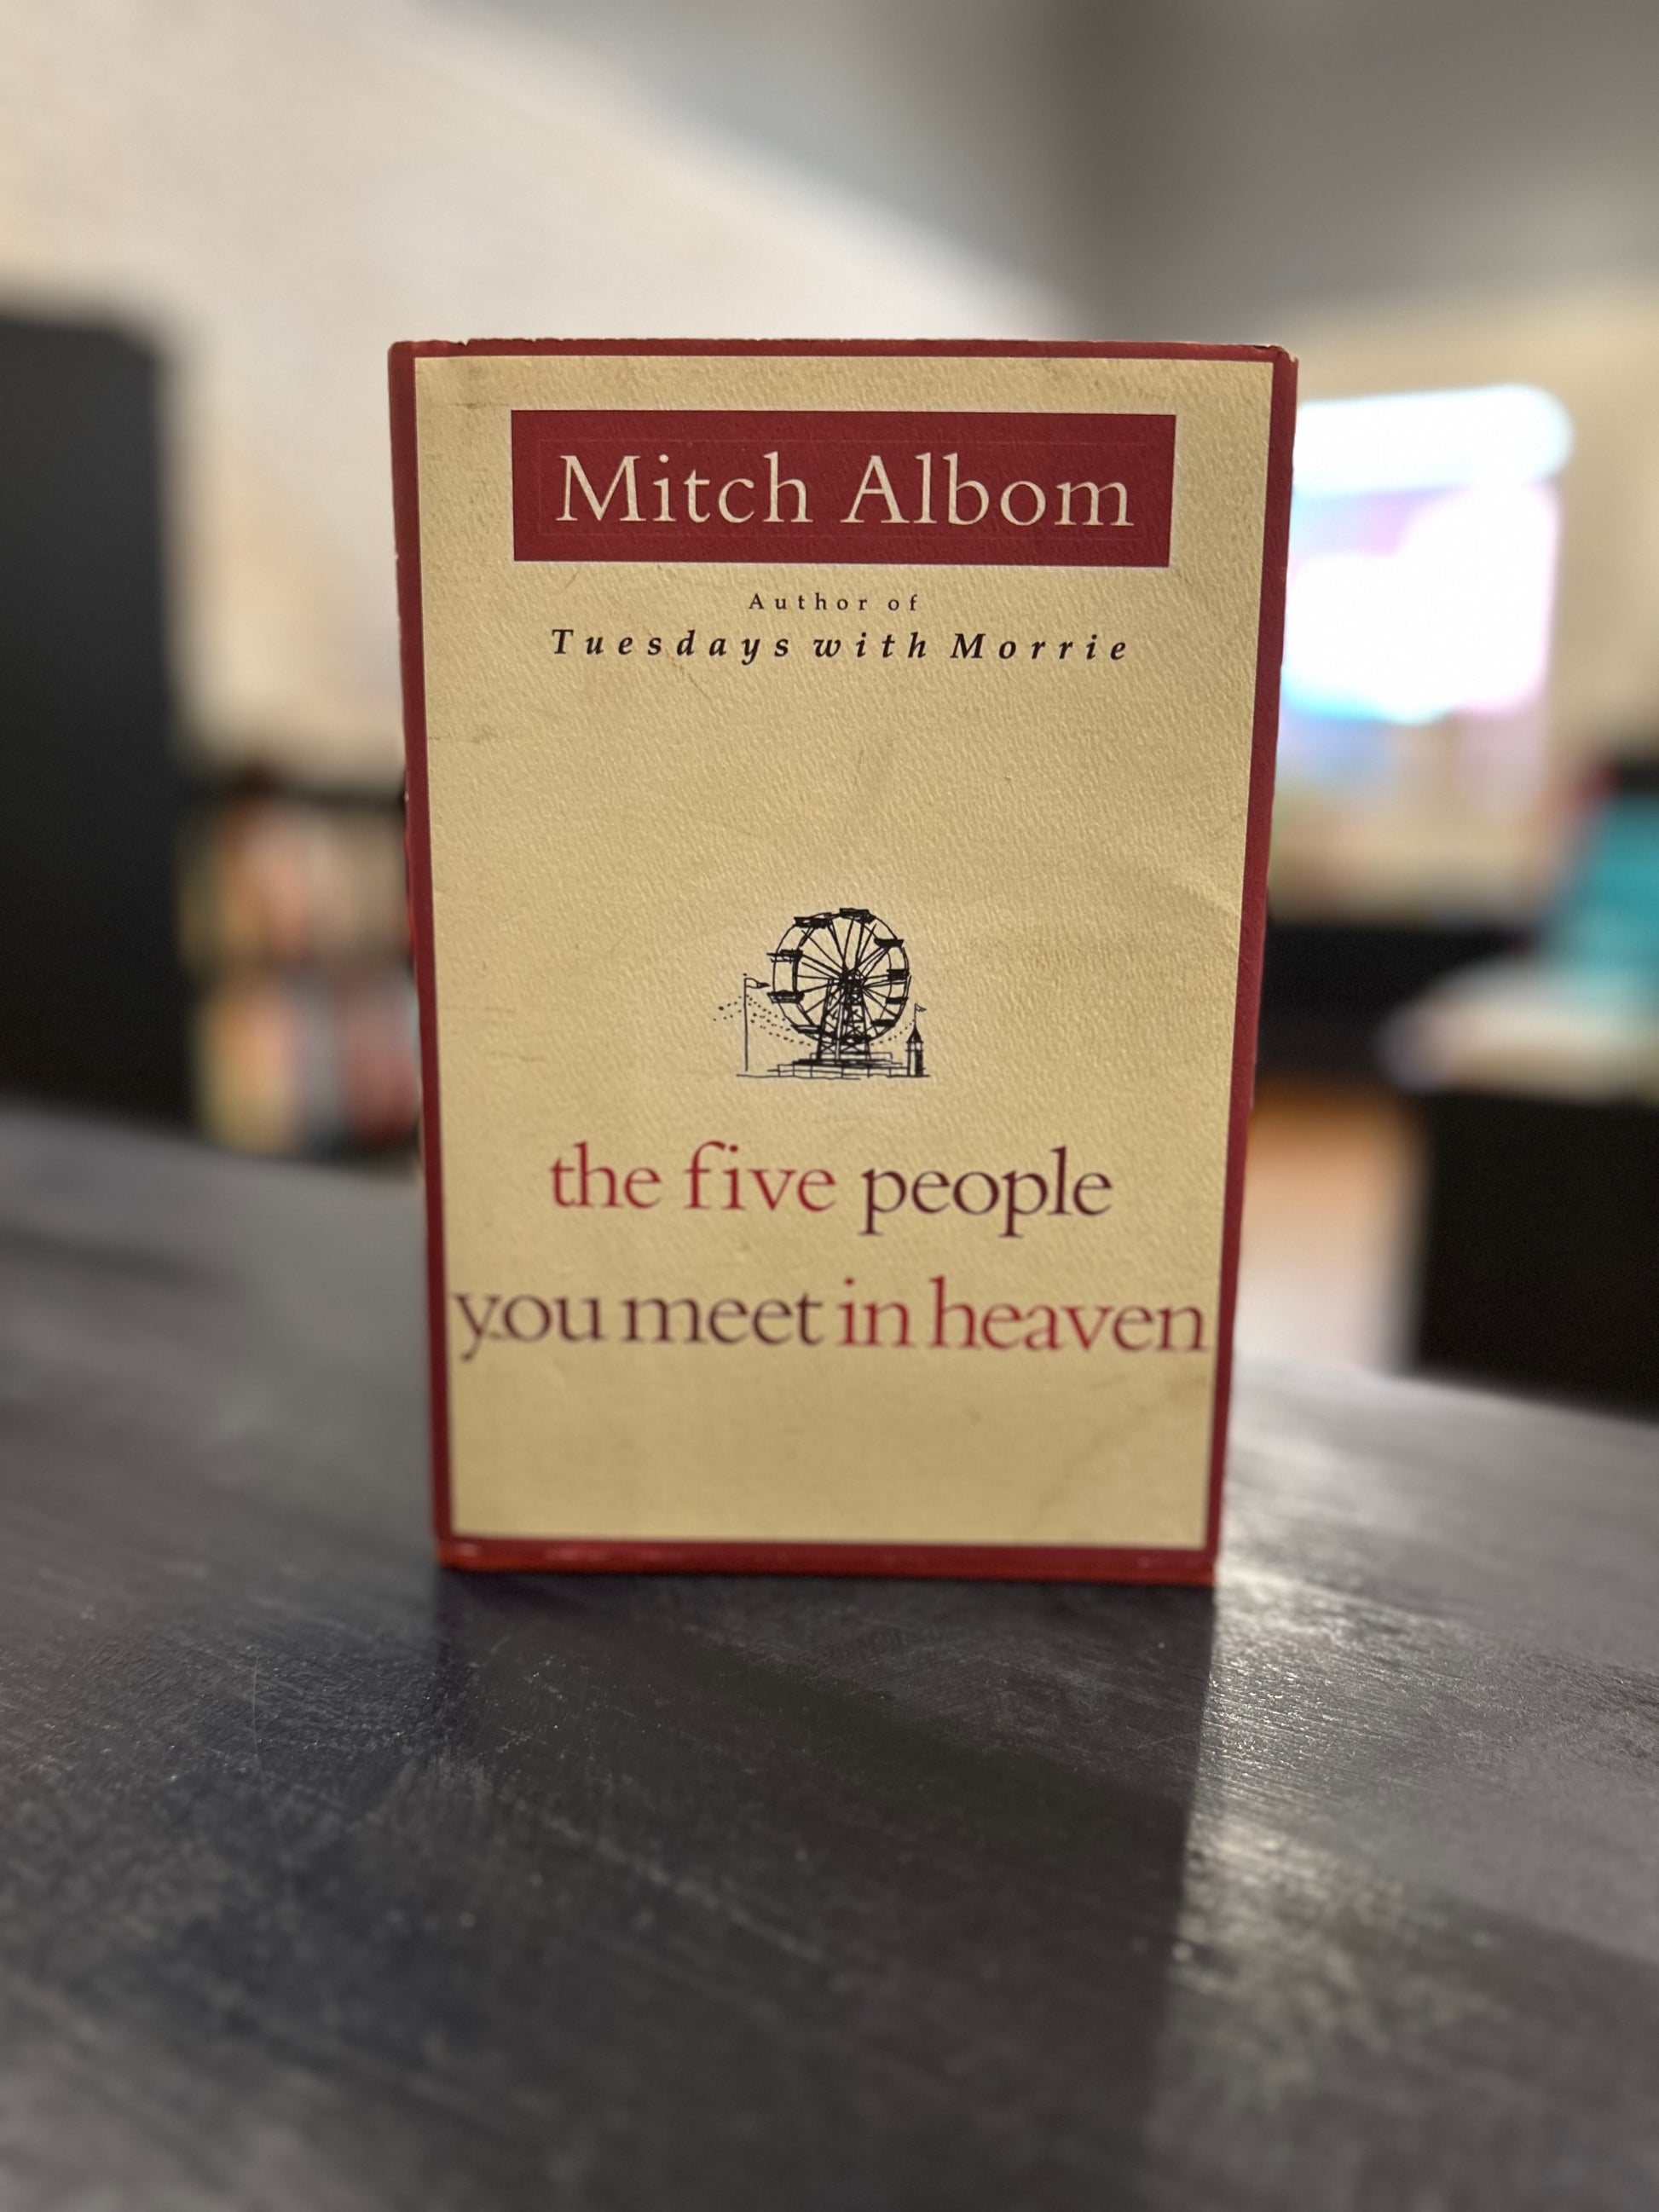 Mitch Albom
Author of
Tuesdays with Morrie
the five people
you meet in heaven